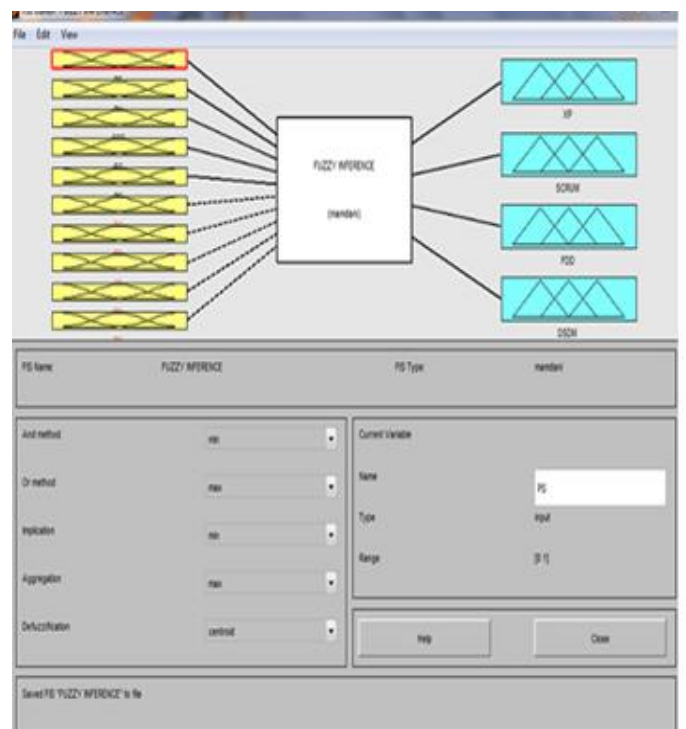 File Edit View
FUZZY INFERENCE
(mamdani)
XP
SCRUM
FDD
DSDM
FIS Name: FUZZY INFERENCE FIS Type: mamdani
And method min
Or method max
Implication min
Aggregation max
Defuzzification centroid
Current Variable
Name PS
Type input
Range [0 1]
Help Close
Saved FIS "FUZZY INFERENCE" to file